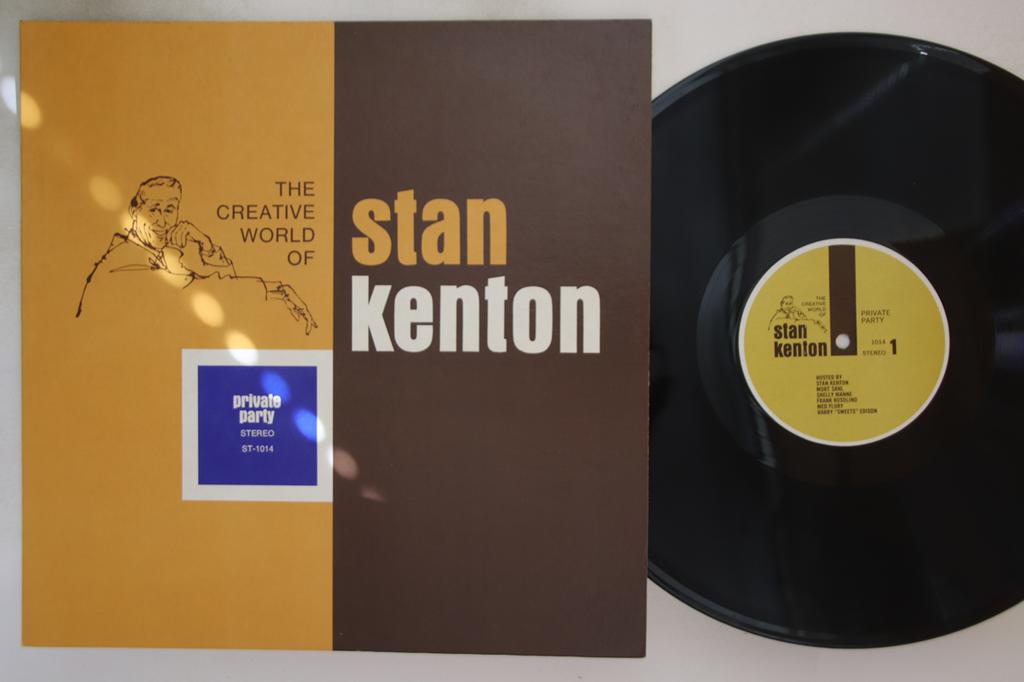 THE
CREATIVE
WORLD
OF
stan
kenton
private
party
STEREO
ST-1014
THE
CREATIVE
WORLD
OF
stan
kenton
PRIVATE
PARTY
1014
STEREO 1
HOSTED BY
STAN KENTON
MORT SAHL
SHELLY MANNE
FRANK ROSOLINO
MED FLORY
HARRY "SWEETS" EDISON